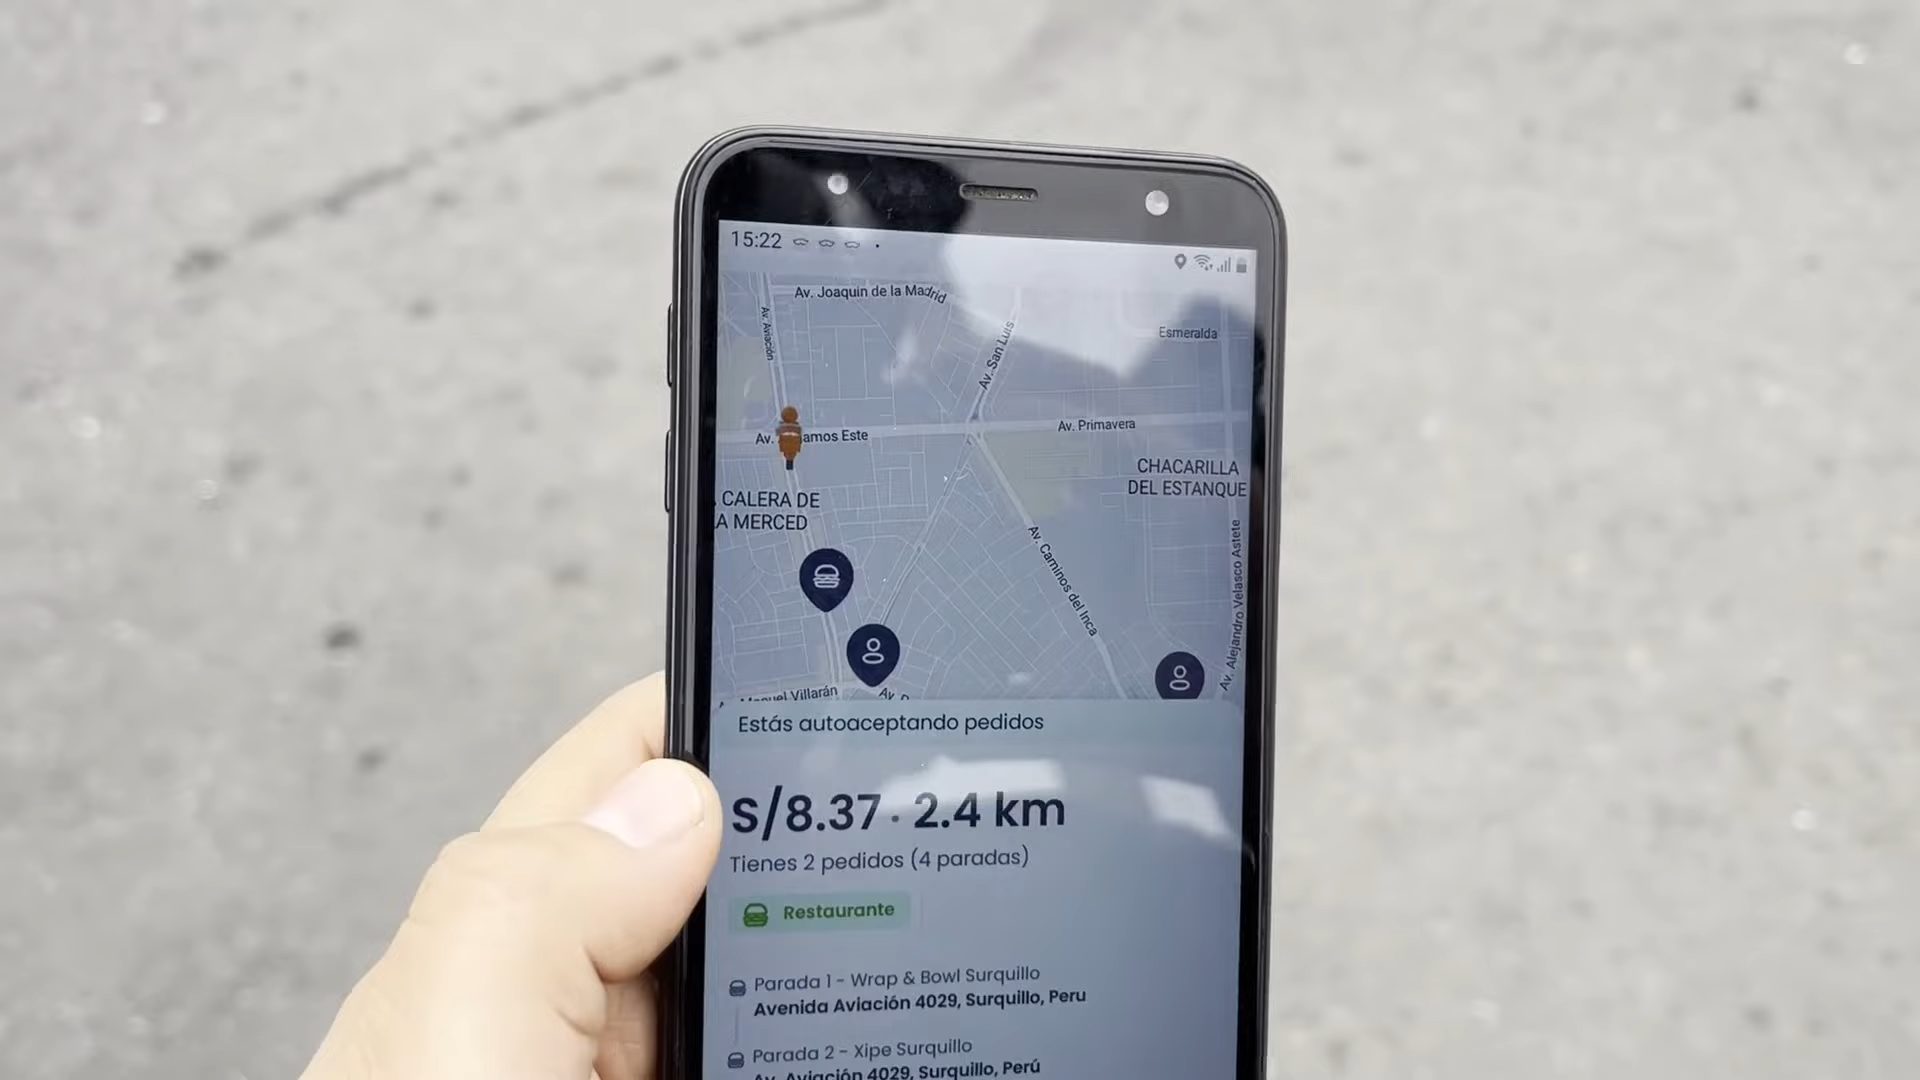 15:22
Av. Joaquin de la Madrid
Av. Aviación
Av. San Luis
Esmeralda
Av. amos Este
Av. Primavera
CHACARILLA
DEL ESTANQUE
CALERA DE
A MERCED
Av. Caminos del Inca
Av. Alejandro Velasco Astete
Villarán
Av.
Estás autoaceptando pedidos
S/8.37 · 2.4 km
Tienes 2 pedidos (4 paradas)
Restaurante
Parada 1 - Wrap & Bowl Surquillo
Avenida Aviación 4029, Surquillo, Peru
Parada 2 - Xipe Surquillo
Av. Aviación 4029, Surquillo, Perú